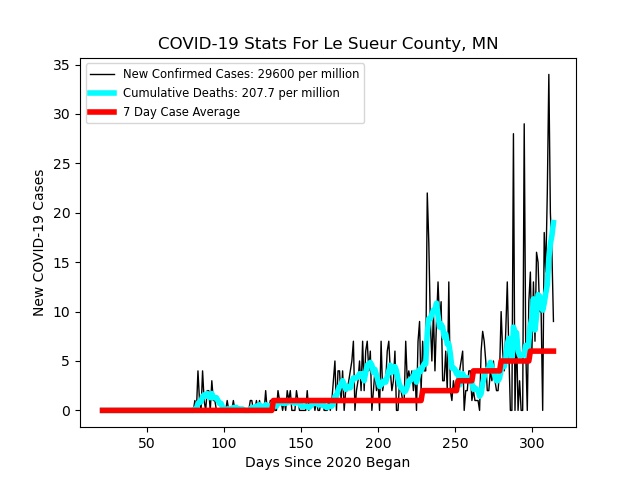 COVID-19 Stats For Le Sueur County, MN
New Confirmed Cases: 29600 per million
Cumulative Deaths: 207.7 per million
7 Day Case Average
New COVID-19 Cases
35
30
25
20
15
10
5
0
50 100 150 200 250 300
Days Since 2020 Began